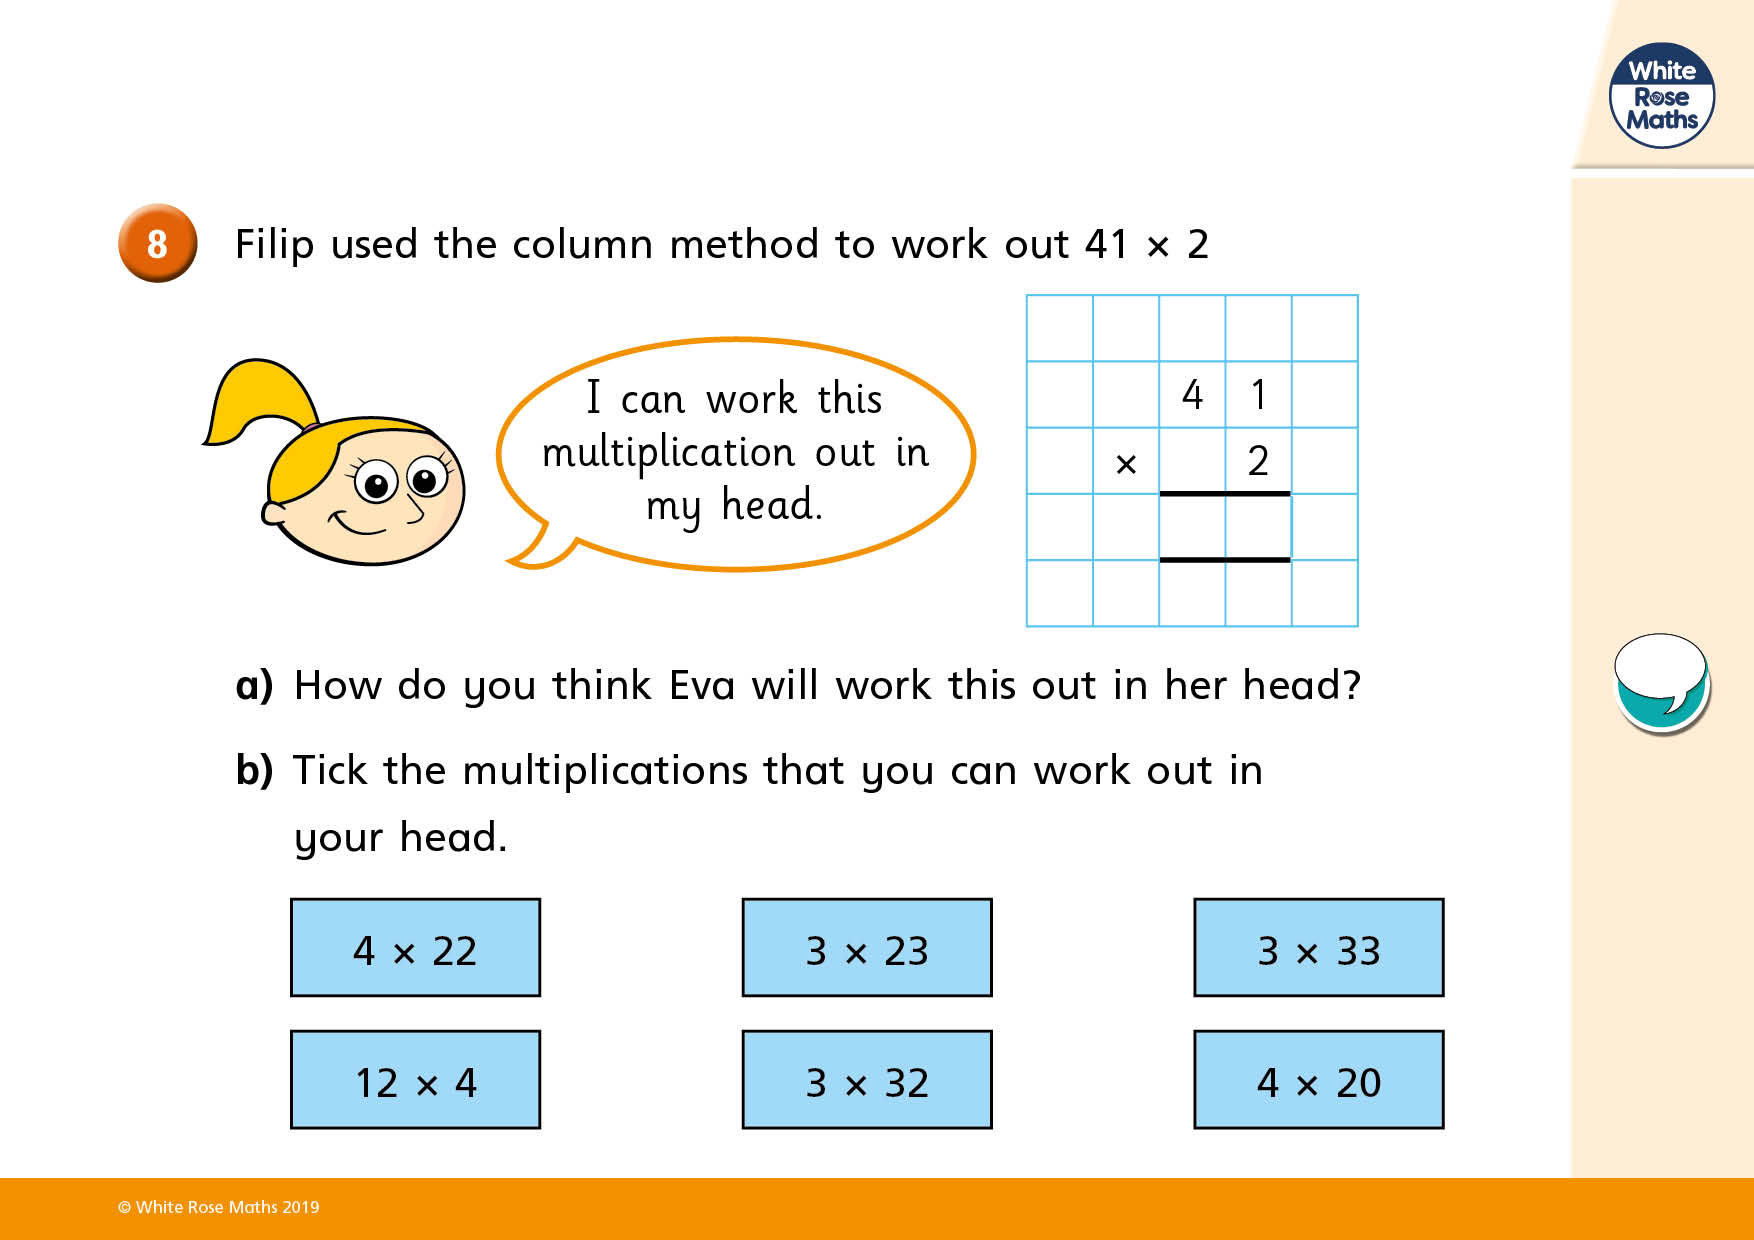 White
Rose
Maths
8 Filip used the column method to work out 41 × 2
I can work this
multiplication out in
my head.
4 1
× 2
a) How do you think Eva will work this out in her head?
b) Tick the multiplications that you can work out in
your head.
4 × 22 3 × 23 3 × 33
12 × 4 3 × 32 4 × 20
© White Rose Maths 2019